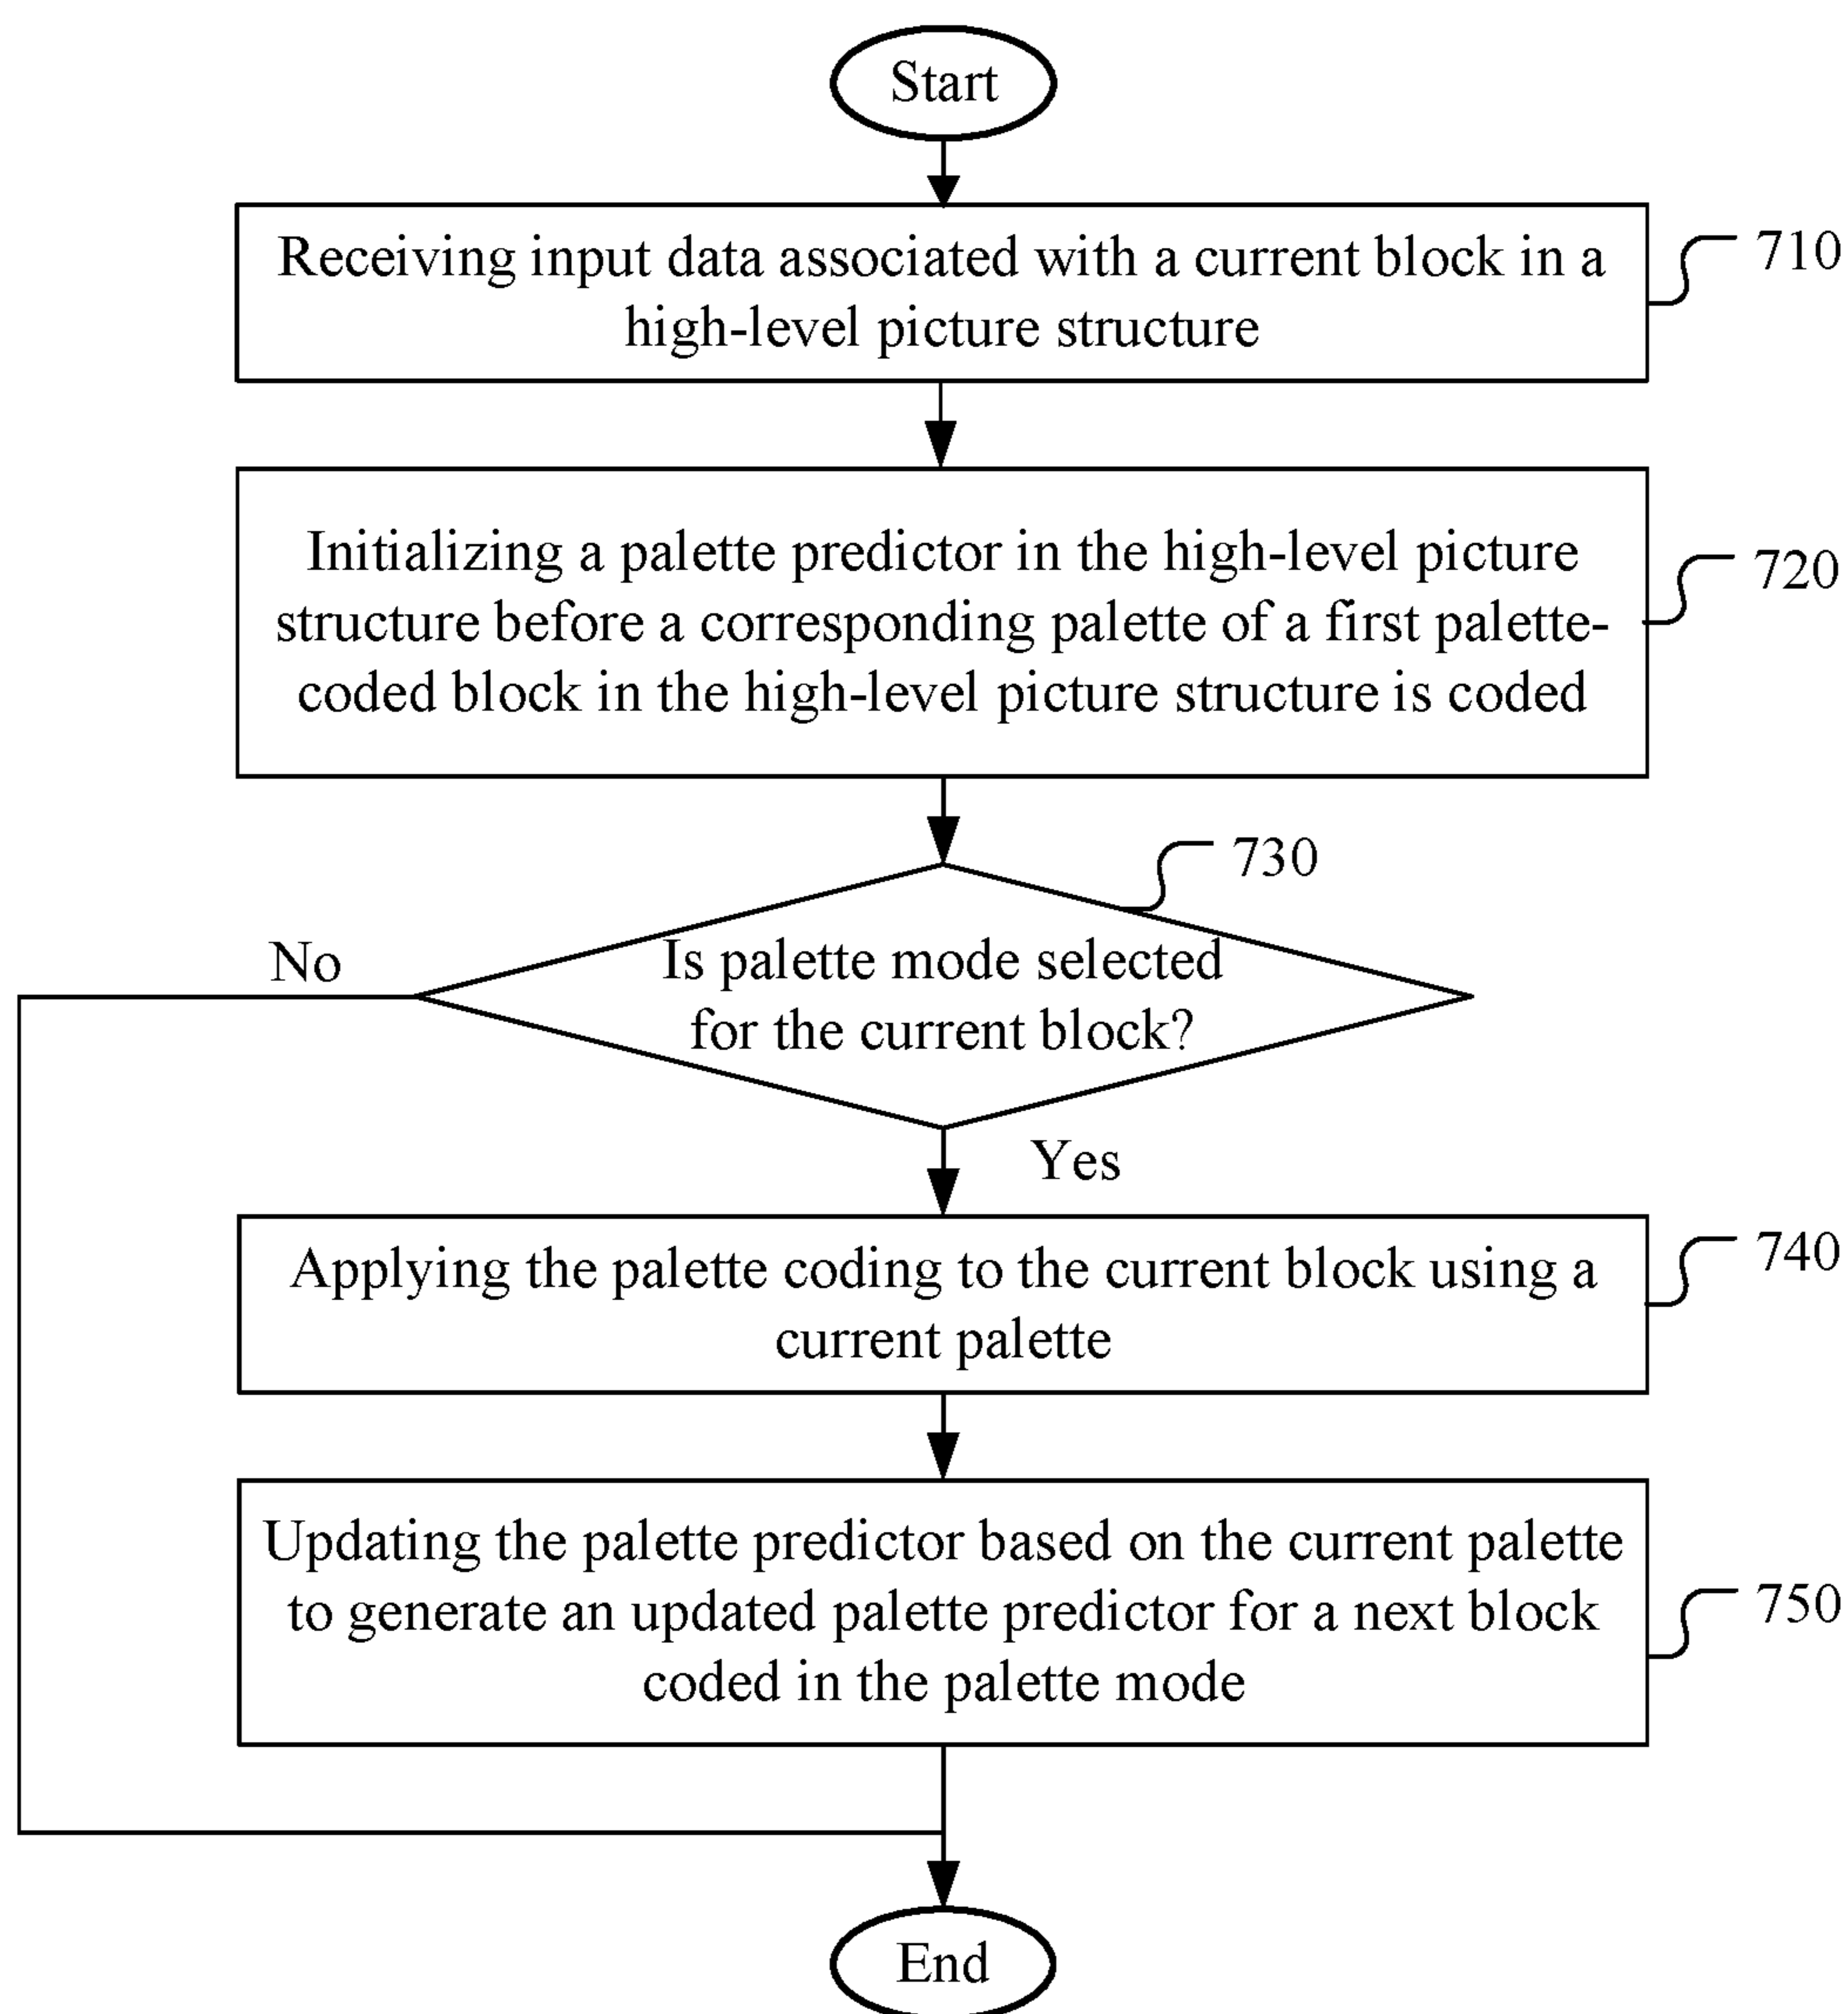 Start
Receiving input data associated with a current block in a
high-level picture structure
710
Initializing a palette predictor in the high-level picture
structure before a corresponding palette of a first palette-
coded block in the high-level picture structure is coded
720
730
Is palette mode selected
for the current block?
No
Yes
Applying the palette coding to the current block using a
current palette
740
Updating the palette predictor based on the current palette
to generate an updated palette predictor for a next block
coded in the palette mode
750
End